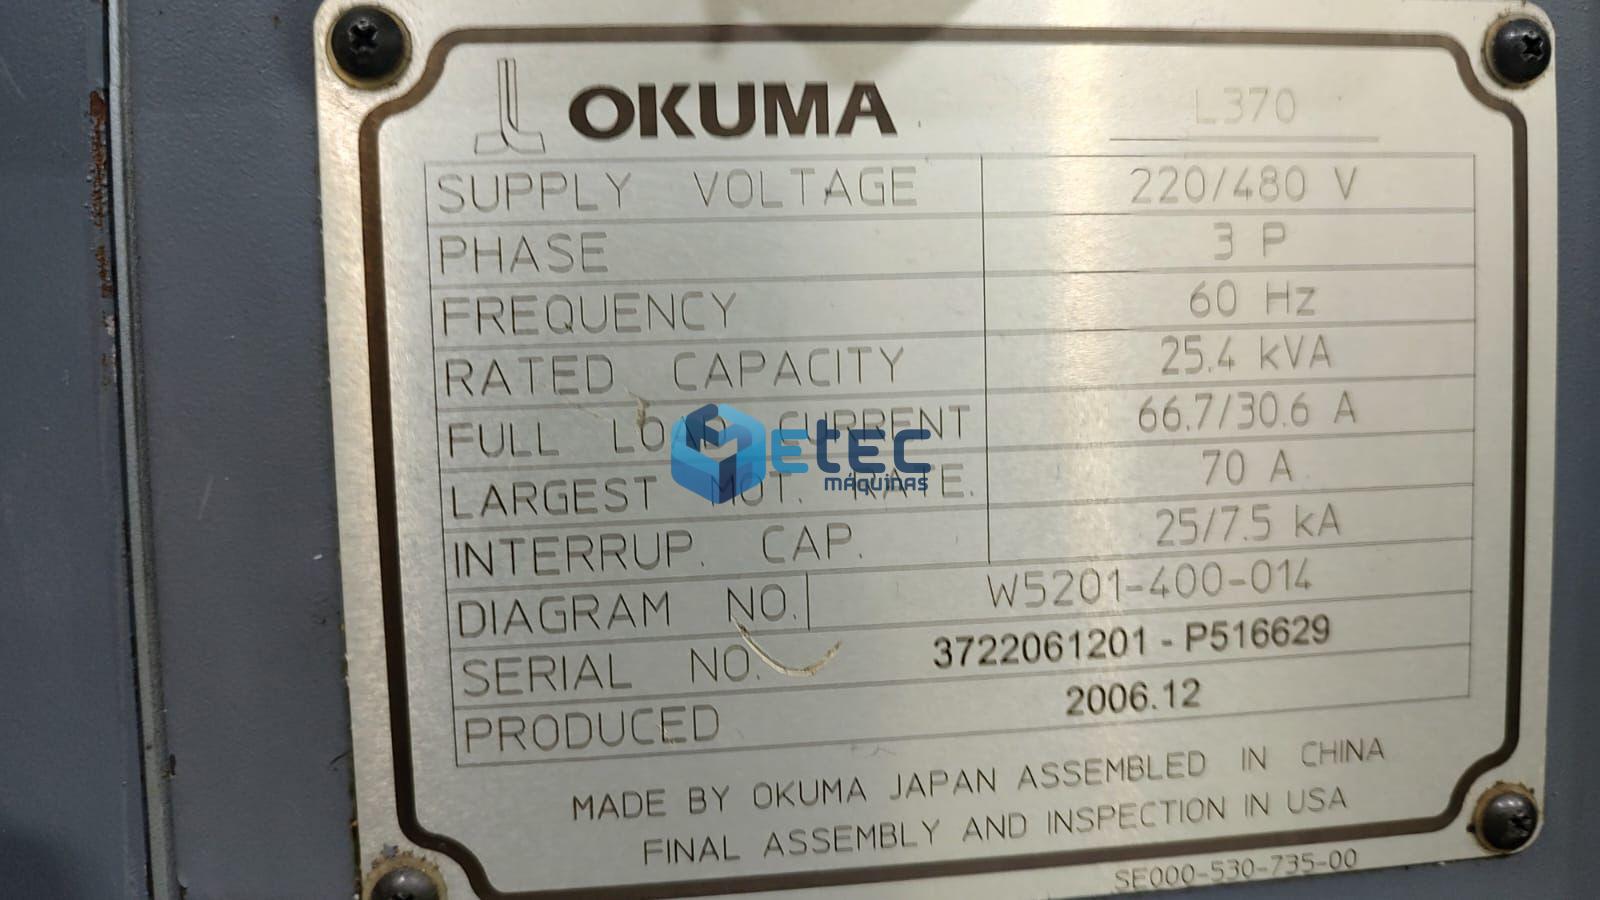 OKUMA L370
SUPPLY VOLTAGE 220/480 V
PHASE 3 P
FREQUENCY 60 Hz
RATED CAPACITY 25.4 kVA
FULL LOAD CURRENT 66.7/30.6 A
LARGEST MOT. RATE. 70 A
INTERRUP. CAP. 25/7.5 kA
DIAGRAM NO. W5201-400-014
SERIAL NO. 3722061201 - P516629
PRODUCED 2006.12
MADE BY OKUMA JAPAN ASSEMBLED IN CHINA
FINAL ASSEMBLY AND INSPECTION IN USA
SE000-530-735-00
ETEC
MÁQUINAS